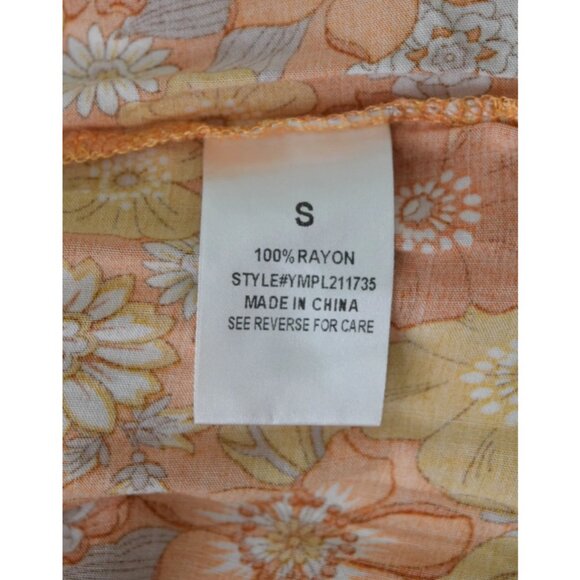 S
100%RAYON
STYLE#YMPL211735
MADE IN CHINA
SEE REVERSE FOR CARE